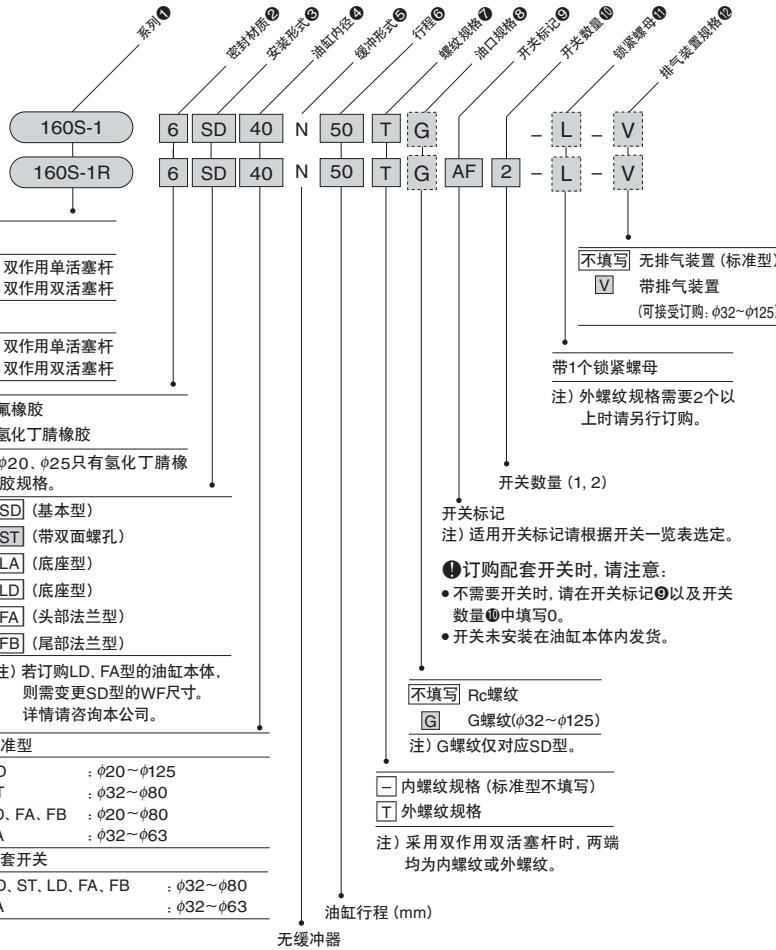 系列❶
密封材质❷
安装形式❸
油缸内径❹
缓冲形式❺
行程❻
螺纹规格❼
油口规格❽
开关标记❾
开关数量❿
锁紧螺母⓫
排气装置规格⓬
160S-1 6 SD 40 N 50 T G – L – V
160S-1R 6 SD 40 N 50 T G AF 2 – L – V
双作用单活塞杆
双作用双活塞杆
双作用单活塞杆
双作用双活塞杆
氟橡胶
氢化丁腈橡胶
φ20、φ25只有氢化丁腈橡
胶规格。
SD (基本型)
ST (带双面螺孔)
LA (底座型)
LD (底座型)
FA (头部法兰型)
FB (尾部法兰型)
注) 若订购LD、FA型的油缸本体,
则需变更SD型的WF尺寸。
详情请咨询本公司。
准型
D : φ20~φ125
T : φ32~φ80
D、FA、FB : φ20~φ80
A : φ32~φ63
套开关
D、ST、LD、FA、FB : φ32~φ80
A : φ32~φ63
无缓冲器
油缸行程 (mm)
– 内螺纹规格 (标准型不填写)
T 外螺纹规格
注) 采用双作用双活塞杆时, 两端
均为内螺纹或外螺纹。
不填写 Rc螺纹
G G螺纹(φ32~φ125)
注) G螺纹仅对应SD型。
开关标记
注) 适用开关标记请根据开关一览表选定。
❶订购配套开关时, 请注意:
• 不需要开关时, 请在开关标记❾以及开关
数量❿中填写0。
• 开关未安装在油缸本体内发货。
开关数量 (1, 2)
带1个锁紧螺母
注) 外螺纹规格需要2个以
上时请另行订购。
不填写 无排气装置 (标准型)
V 带排气装置
(可接受订购: φ32~φ125)